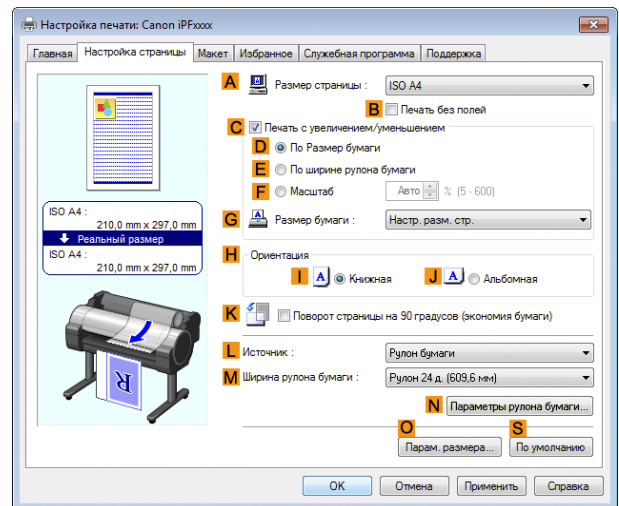 Настройка печати: Canon iPFxxxx
Главная Настройка страницы Макет Избранное Служебная программа Поддержка
A Размер страницы : ISO A4
B Печать без полей
C Печать с увеличением/уменьшением
D По Размер бумаги
E По ширине рулона бумаги
F Масштаб Авто % (5 - 600)
ISO A4 :
210,0 mm x 297,0 mm
Реальный размер
ISO A4 :
210,0 mm x 297,0 mm
G Размер бумаги : Настр. разм. стр.
H Ориентация
I A Книжная J A Альбомная
K Поворот страницы на 90 градусов (экономия бумаги)
L Источник : Рулон бумаги
M Ширина рулона бумаги : Рулон 24 д. (609,6 мм)
N Параметры рулона бумаги...
O S
Парам. размера... По умолчанию
OK Отмена Применить Справка